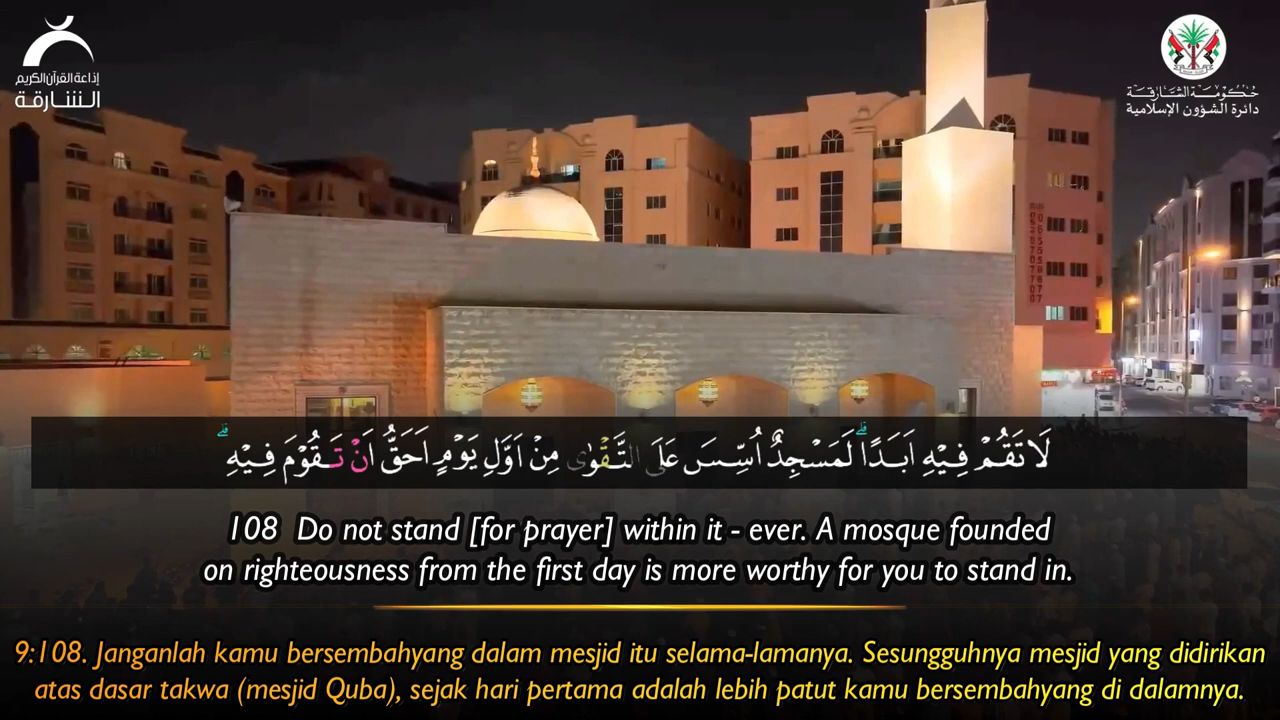 إذاعة القرآن الكريم
الشارقة
حكومة الشارقة
دائرة الشؤون الإسلامية
لَا تَقُمْ فِيْهِ اَبَدًاۗ لَمَسْجِدٌ اُسِّسَ عَلَى التَّقْوٰى مِنْ اَوَّلِ يَوْمٍ اَحَقُّ اَنْ تَقُوْمَ فِيْهِۗ
108 Do not stand [for prayer] within it - ever. A mosque founded
on righteousness from the first day is more worthy for you to stand in.
9:108. Janganlah kamu bersembahyang dalam mesjid itu selama-lamanya. Sesungguhnya mesjid yang didirikan
atas dasar takwa (mesjid Quba), sejak hari pertama adalah lebih patut kamu bersembahyang di dalamnya.